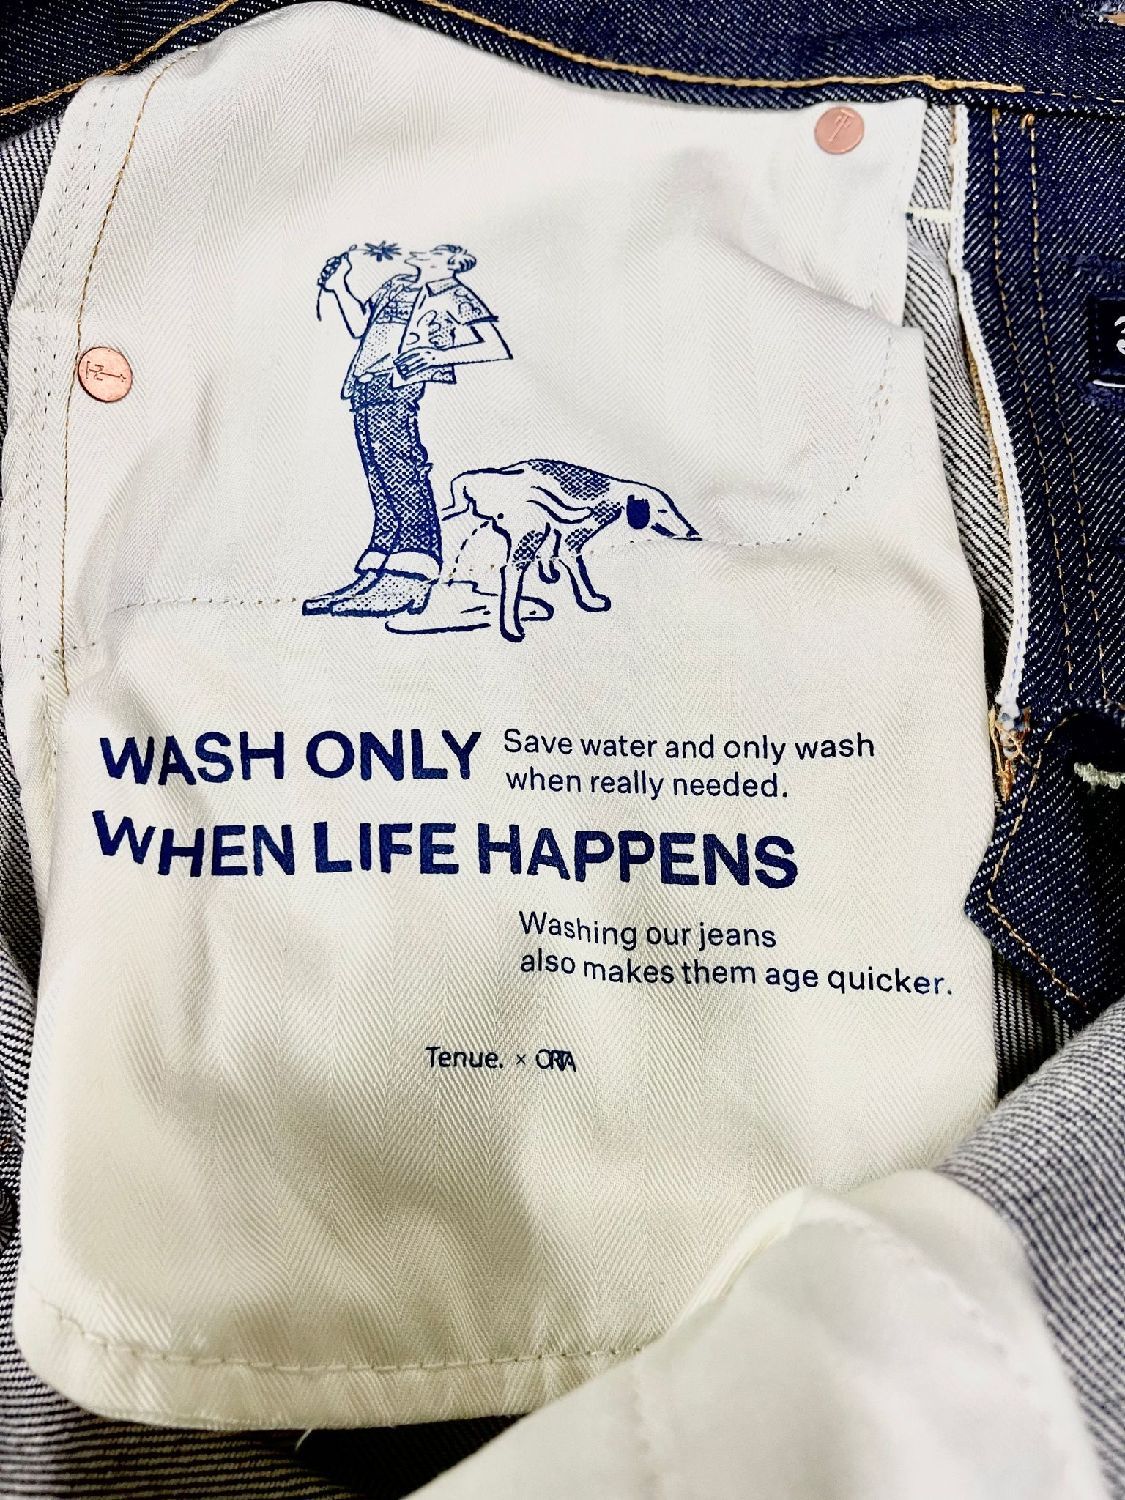 WASH ONLY
Save water and only wash
when really needed.
WHEN LIFE HAPPENS
Washing our jeans
also makes them age quicker.
Tenue. × ORTA